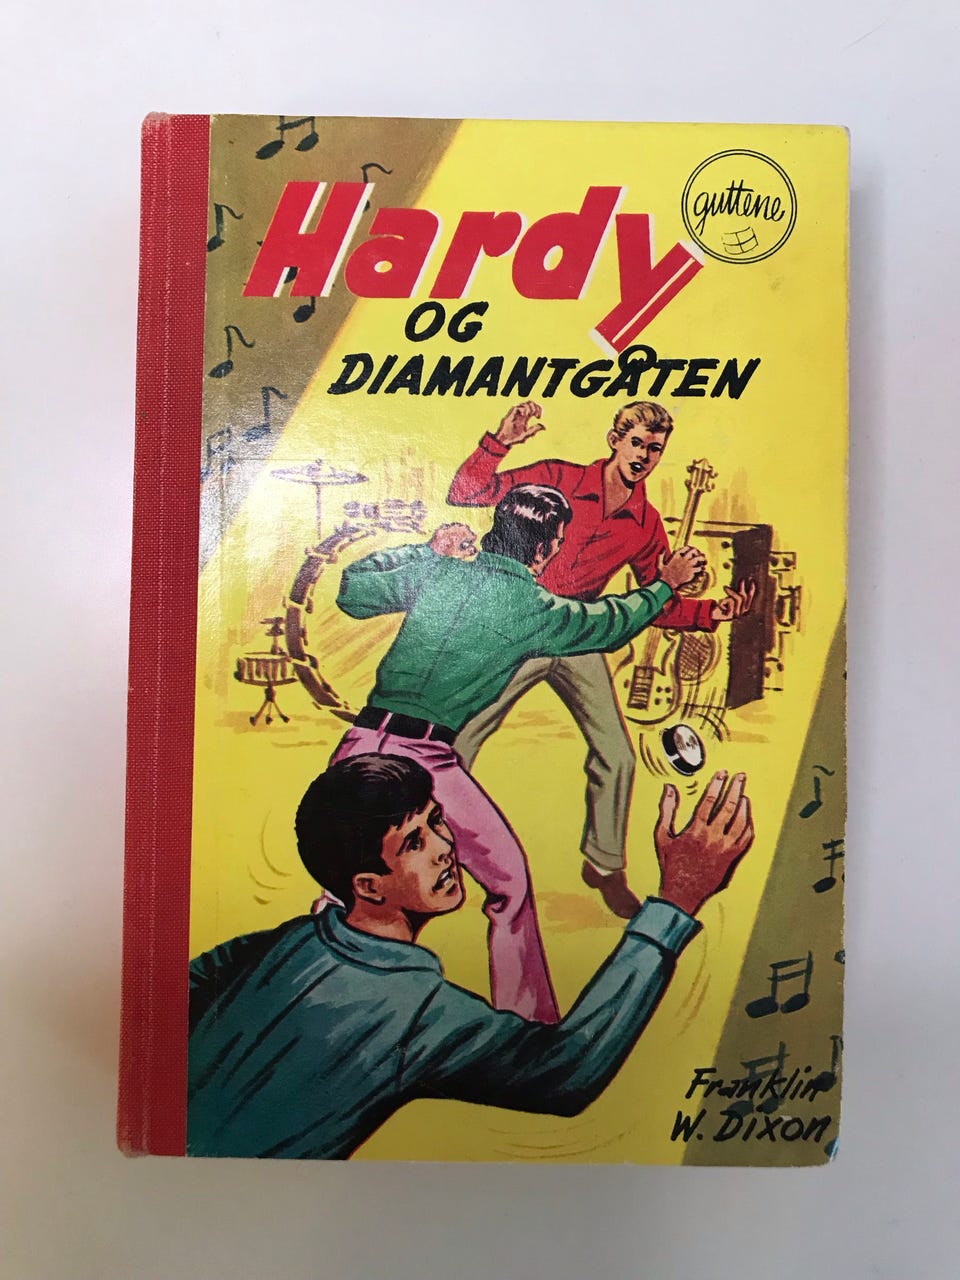 Hardy
guttene
OG
DIAMANTGÅTEN
Franklin
W. Dixon